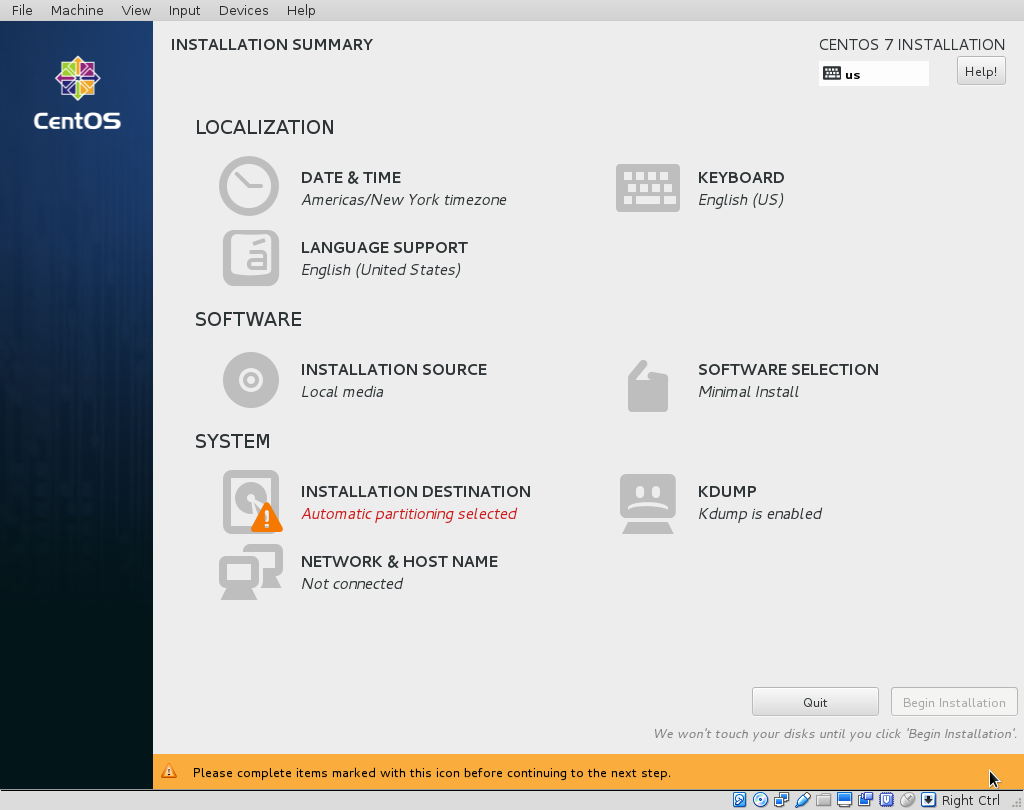 File Machine View Input Devices Help
INSTALLATION SUMMARY
CENTOS 7 INSTALLATION
us
Help!
CentOS
LOCALIZATION
DATE & TIME
Americas/New York timezone
KEYBOARD
English (US)
á
LANGUAGE SUPPORT
English (United States)
SOFTWARE
INSTALLATION SOURCE
Local media
SOFTWARE SELECTION
Minimal Install
SYSTEM
INSTALLATION DESTINATION
Automatic partitioning selected
KDUMP
Kdump is enabled
NETWORK & HOST NAME
Not connected
Quit
Begin Installation
We won't touch your disks until you click 'Begin Installation'.
Please complete items marked with this icon before continuing to the next step.
Right Ctrl